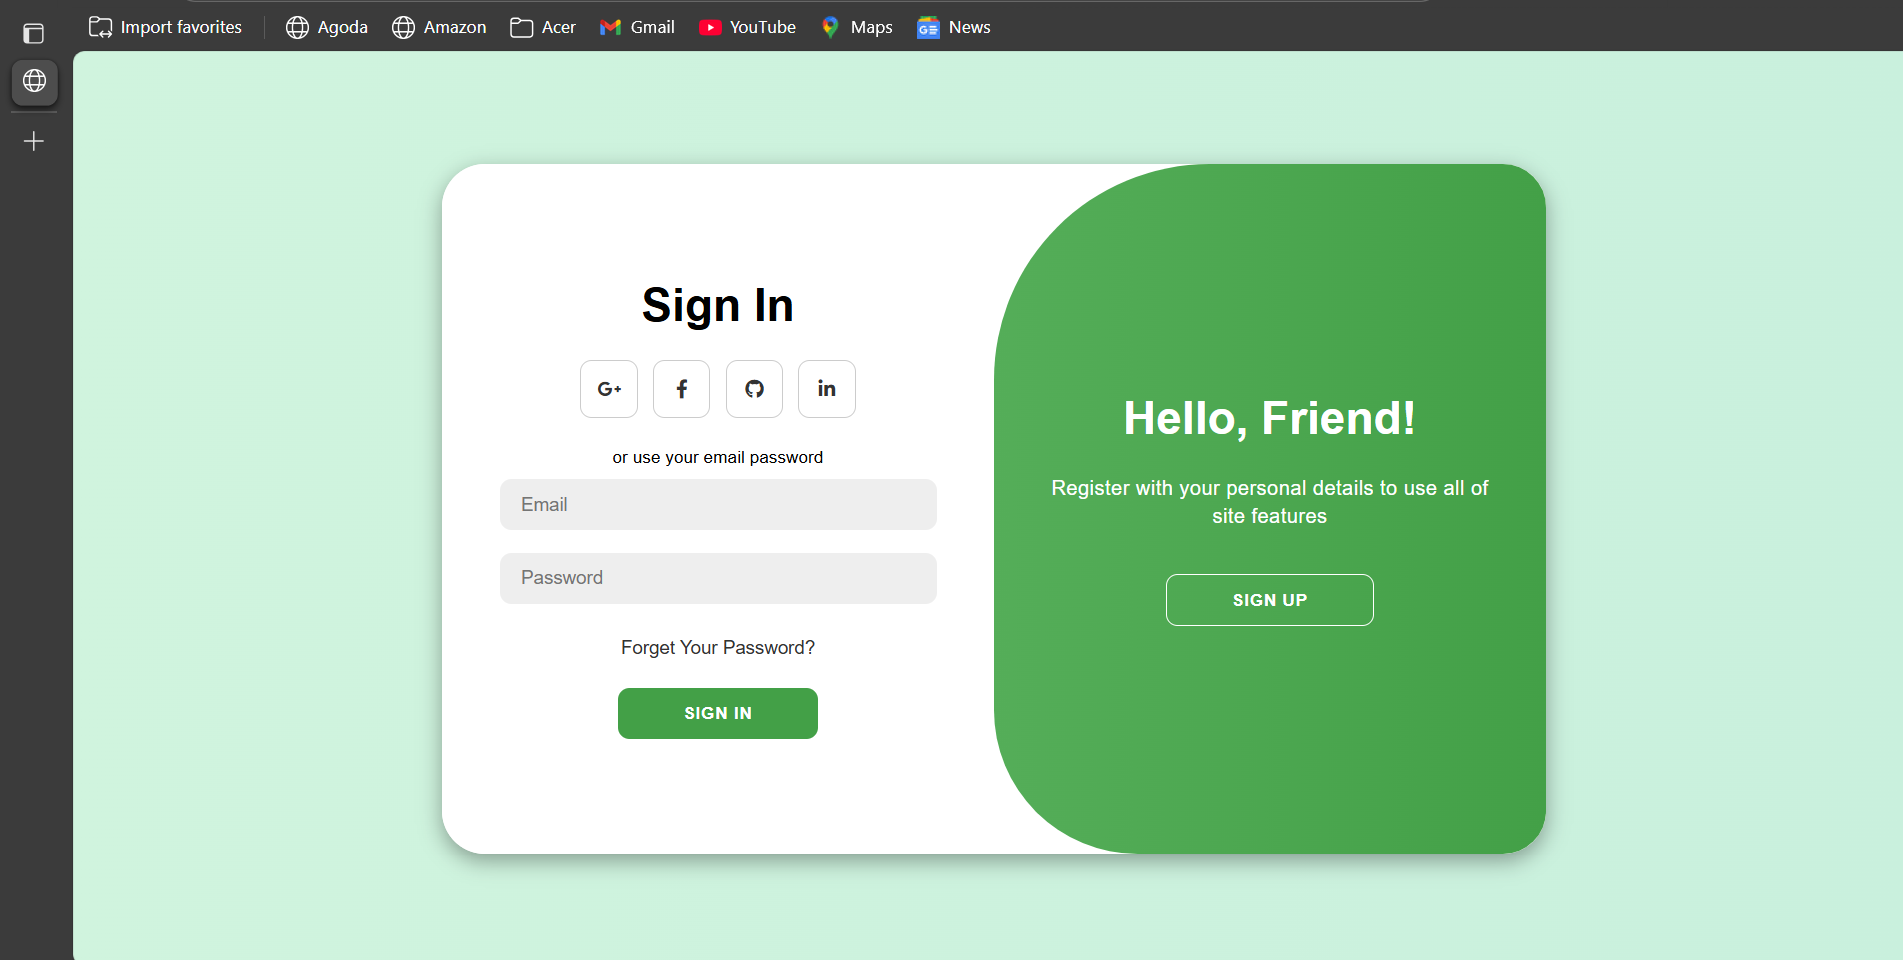 Import favorites
Agoda
Amazon
Acer
Gmail
YouTube
Maps
News
Sign In
G+
f
in
or use your email password
Email
Password
Forget Your Password?
SIGN IN
Hello, Friend!
Register with your personal details to use all of
site features
SIGN UP